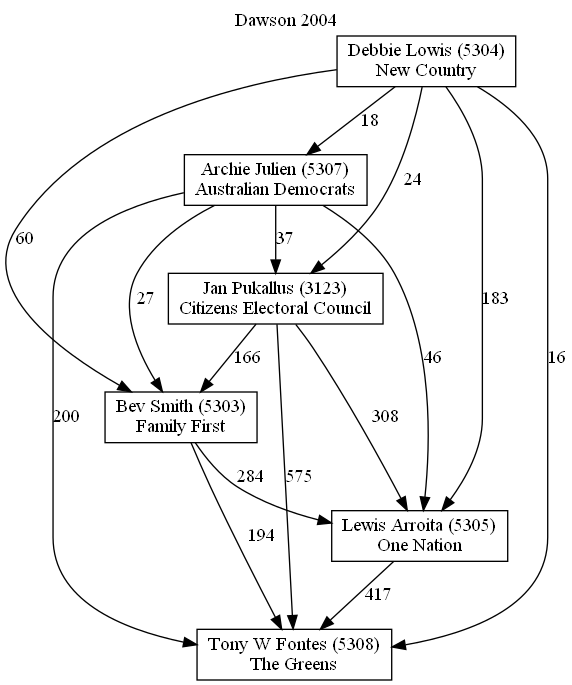 Dawson 2004
Debbie Lowis (5304)
New Country
18
Archie Julien (5307)
Australian Democrats
24
60
37
27
Jan Pukallus (3123)
Citizens Electoral Council
183
166
46
16
200
308
Bev Smith (5303)
Family First
284
575
194
Lewis Arroita (5305)
One Nation
417
Tony W Fontes (5308)
The Greens